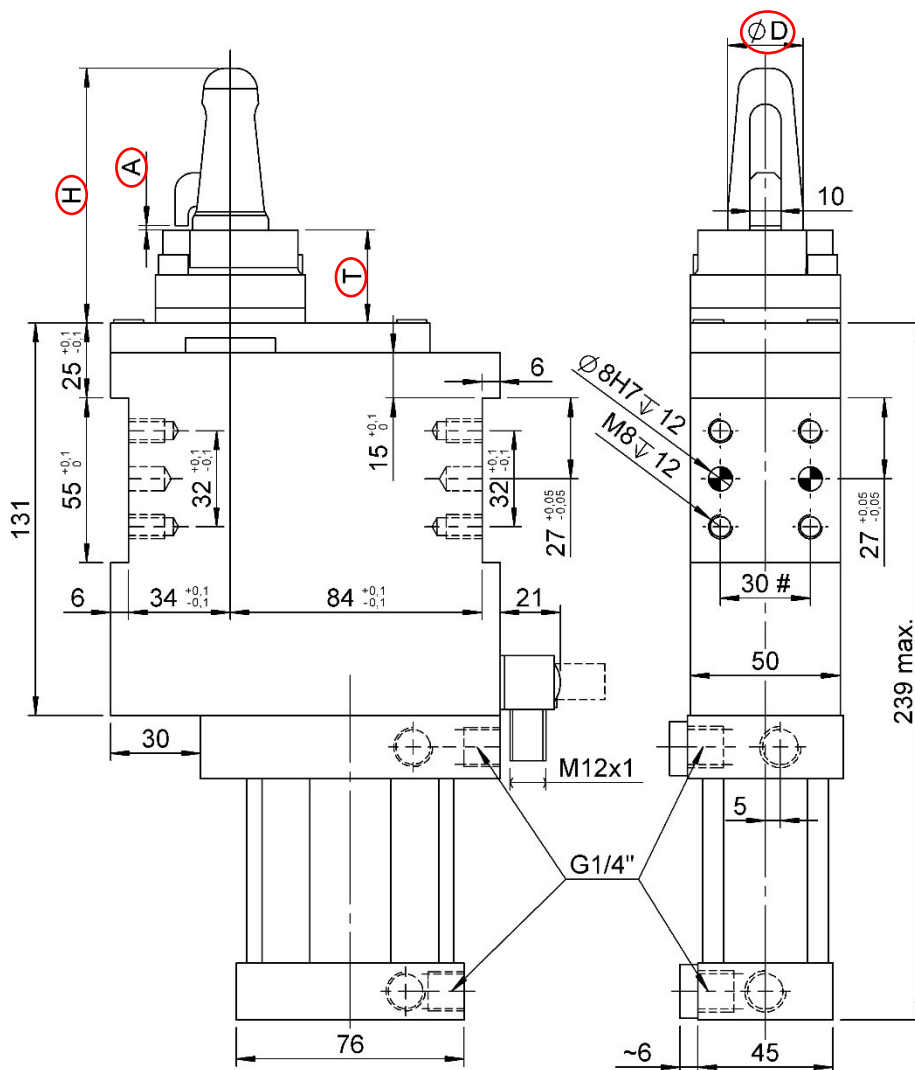 ⌀D
A
H
10
T
25 +0,1 -0,1
6
⌀8H7↧12
M8↧12
15 +0,1 0
55 +0,1 0
32 +0,1 -0,1
32 +0,1 -0,1
131
27 +0,05 -0,05
27 +0,05 -0,05
6
34 +0,1 -0,1
84 +0,1 -0,1
21
30 #
50
239 max.
30
M12x1
5
G1/4"
76
~6
45